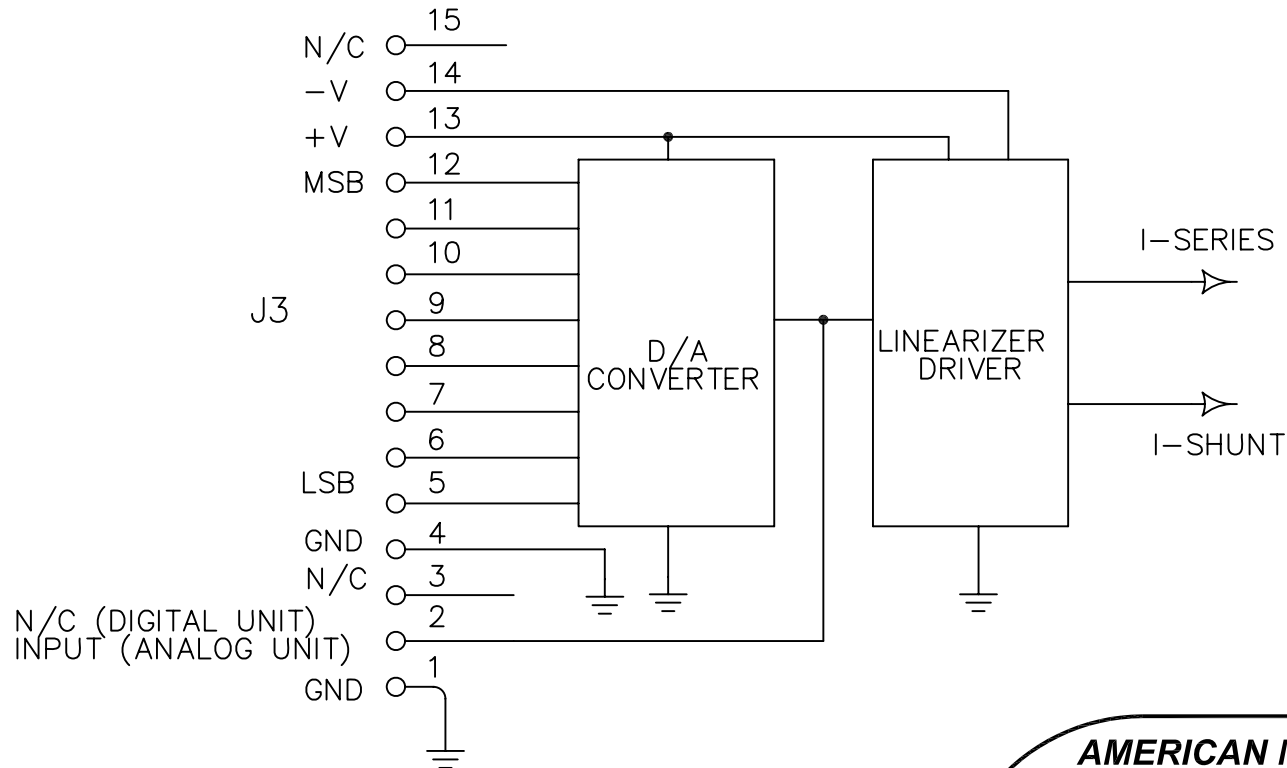 15
N/C
14
-V
13
+V
12
MSB
11
10
I-SERIES
9
J3
8
D/A
CONVERTER
LINEARIZER
DRIVER
7
6
I-SHUNT
LSB
5
GND
4
N/C
3
N/C (DIGITAL UNIT)
INPUT (ANALOG UNIT)
2
1
GND
AMERICAN